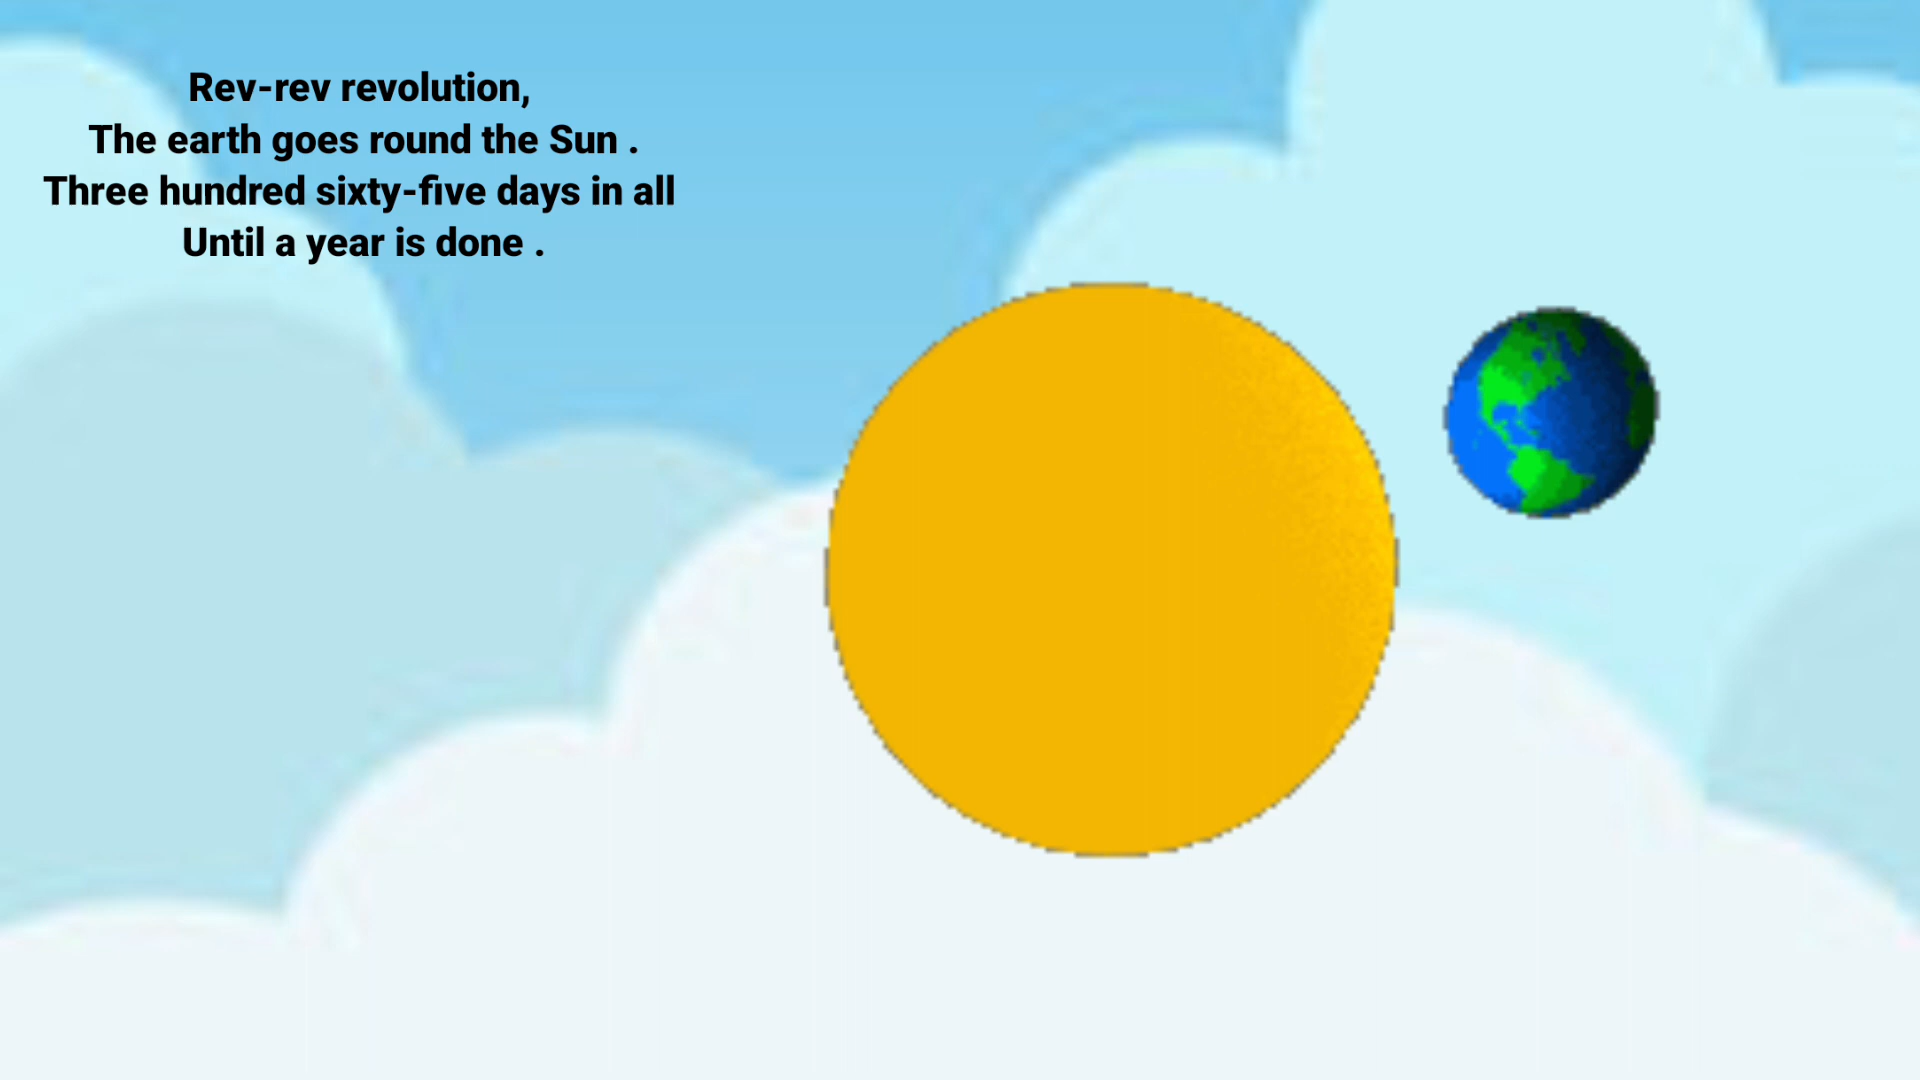 Rev-rev revolution,
The earth goes round the Sun .
Three hundred sixty-five days in all
Until a year is done .